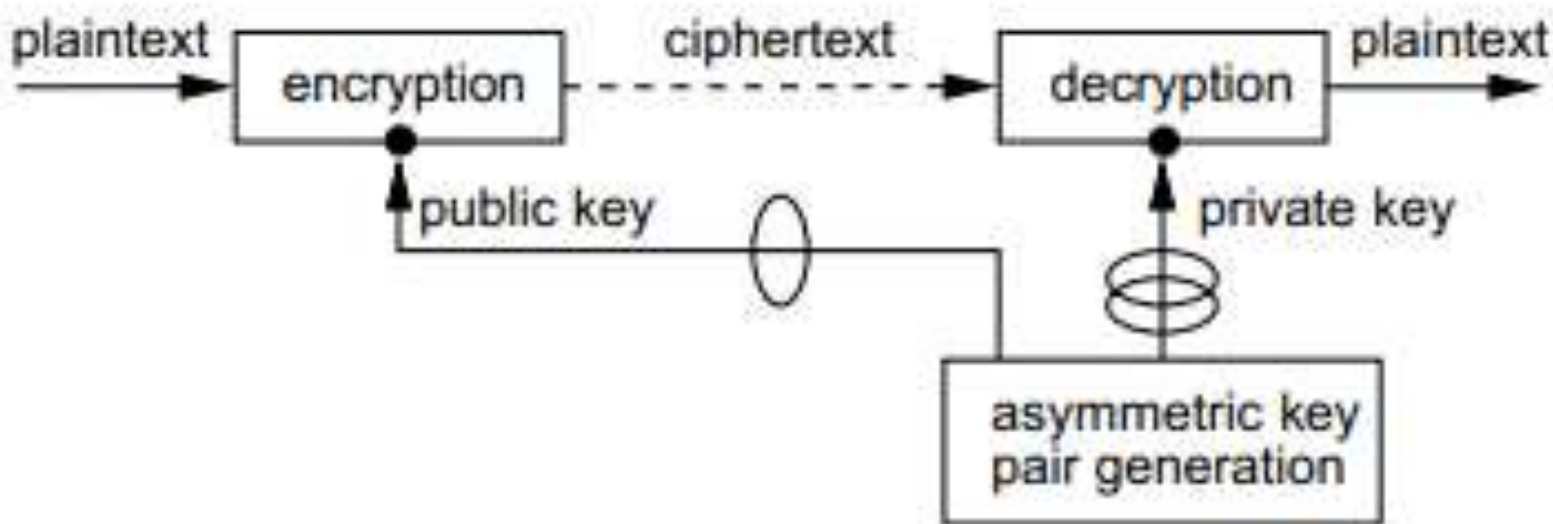 plaintext
encryption
ciphertext
decryption
plaintext
public key
private key
asymmetric key
pair generation